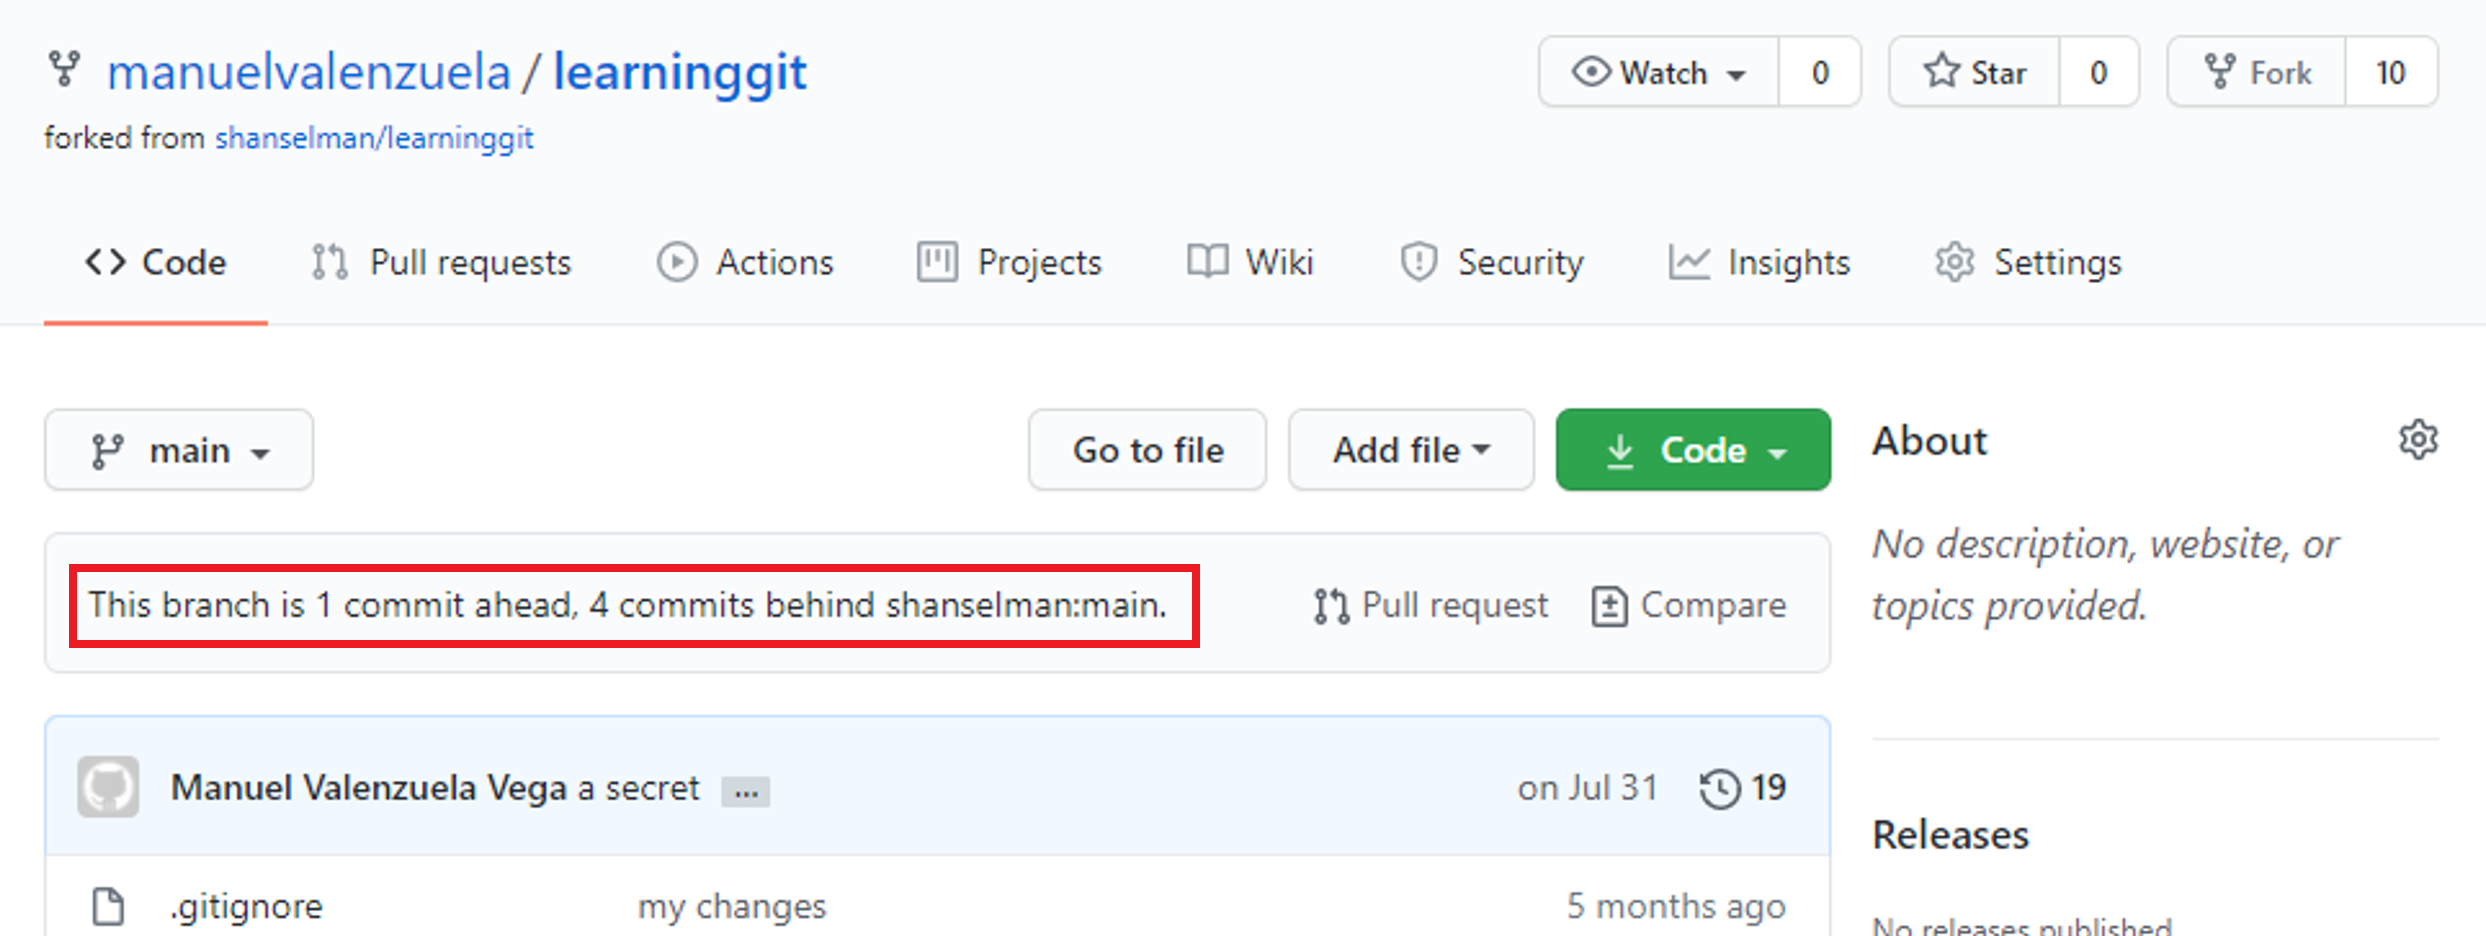 manuelvalenzuela / learninggit
Watch 0
Star 0
Fork 10
forked from shanselman/learninggit
Code
Pull requests
Actions
Projects
Wiki
Security
Insights
Settings
main
Go to file
Add file
Code
About
No description, website, or
topics provided.
This branch is 1 commit ahead, 4 commits behind shanselman:main.
Pull request
Compare
Manuel Valenzuela Vega a secret ...
on Jul 31
19
.gitignore
my changes
5 months ago
Releases
No releases published